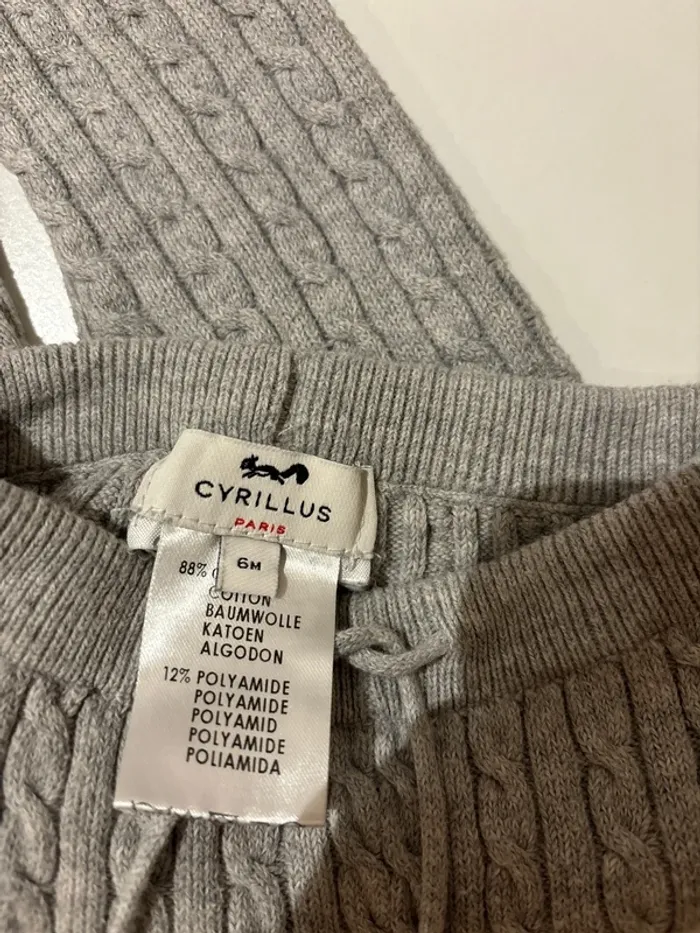 CYRILLUS
PARIS
6M
88%
COTTON
BAUMWOLLE
KATOEN
ALGODON
12% POLYAMIDE
POLYAMIDE
POLYAMID
POLYAMIDE
POLIAMIDA